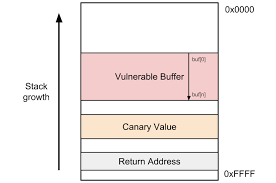 0x0000
buf[0]
Vulnerable Buffer
Stack
growth
buf[n]
Canary Value
Return Address
0xFFFF